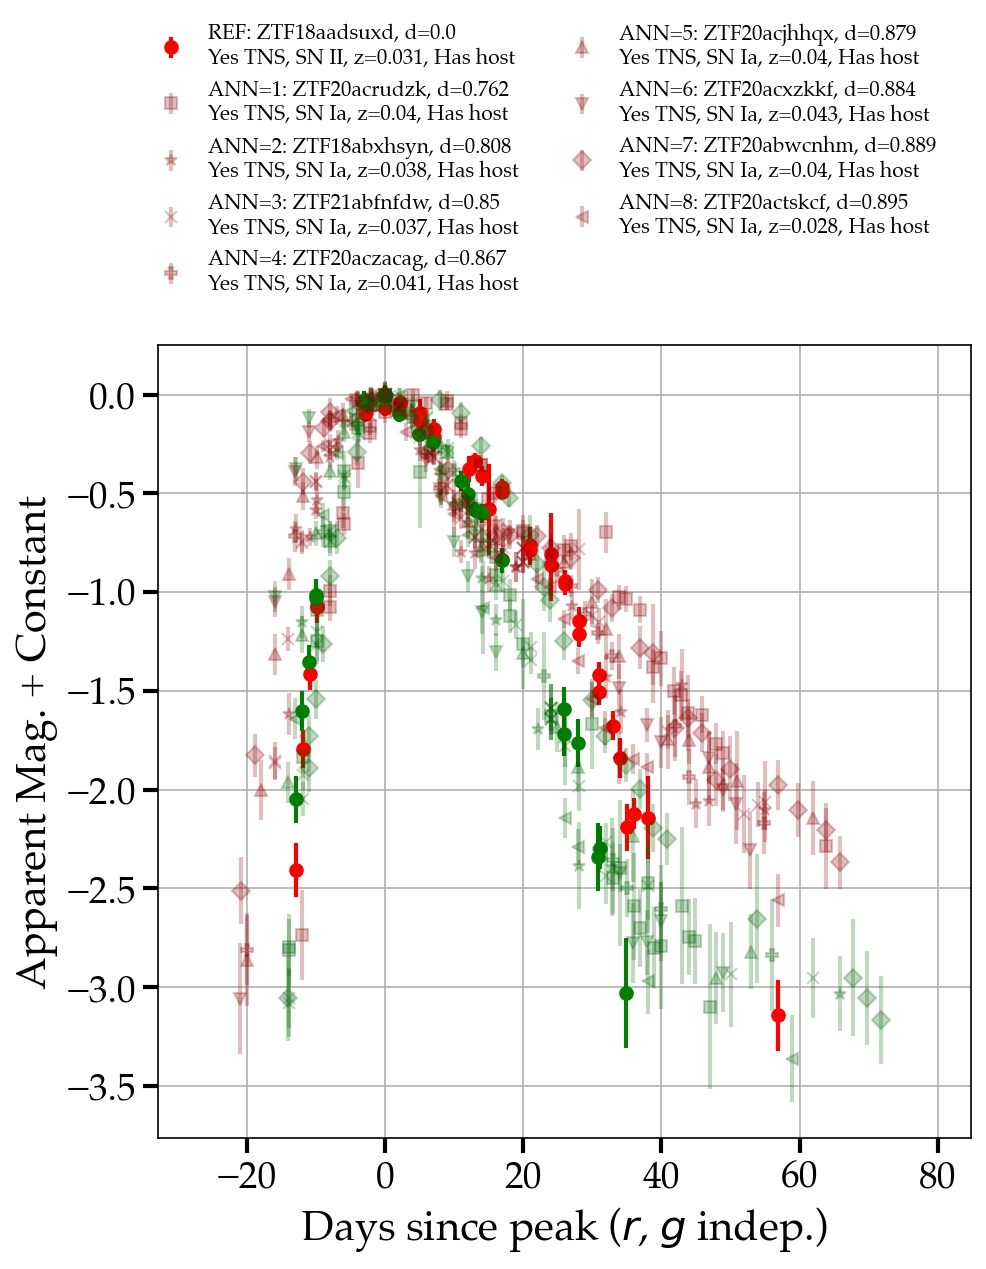 REF: ZTF18aadsuxd, d=0.0
Yes TNS, SN II, z=0.031, Has host
ANN=1: ZTF20acrudzk, d=0.762
Yes TNS, SN Ia, z=0.04, Has host
ANN=2: ZTF18abxhsyn, d=0.808
Yes TNS, SN Ia, z=0.038, Has host
ANN=3: ZTF21abfnfdw, d=0.85
Yes TNS, SN Ia, z=0.037, Has host
ANN=4: ZTF20aczacag, d=0.867
Yes TNS, SN Ia, z=0.041, Has host
ANN=5: ZTF20acjhhqx, d=0.879
Yes TNS, SN Ia, z=0.04, Has host
ANN=6: ZTF20acxzkkf, d=0.884
Yes TNS, SN Ia, z=0.043, Has host
ANN=7: ZTF20abwcnhm, d=0.889
Yes TNS, SN Ia, z=0.04, Has host
ANN=8: ZTF20actskcf, d=0.895
Yes TNS, SN Ia, z=0.028, Has host
Apparent Mag. + Constant
0.0
−0.5
−1.0
−1.5
−2.0
−2.5
−3.0
−3.5
−20
0
20
40
60
80
Days since peak (r, g indep.)